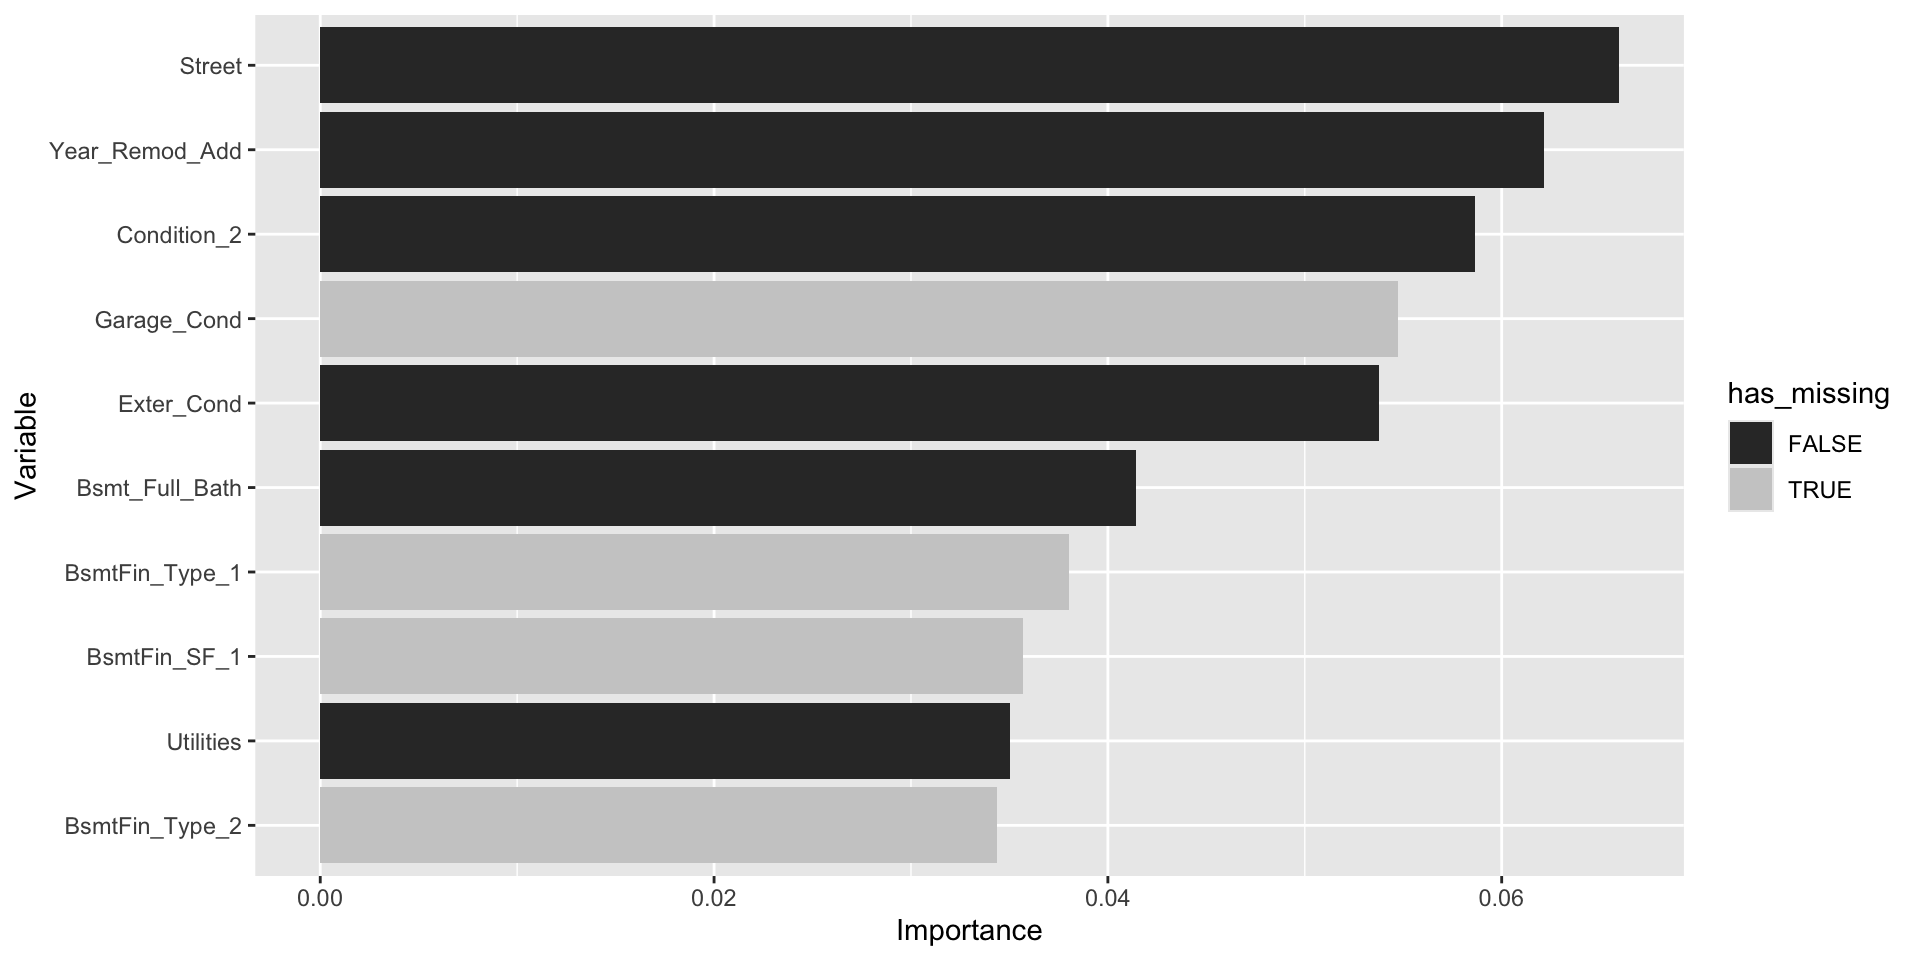 Street
Year_Remod_Add
Condition_2
Garage_Cond
Exter_Cond
Bsmt_Full_Bath
BsmtFin_Type_1
BsmtFin_SF_1
Utilities
BsmtFin_Type_2
Variable
0.00
0.02
0.04
0.06
Importance
has_missing
FALSE
TRUE